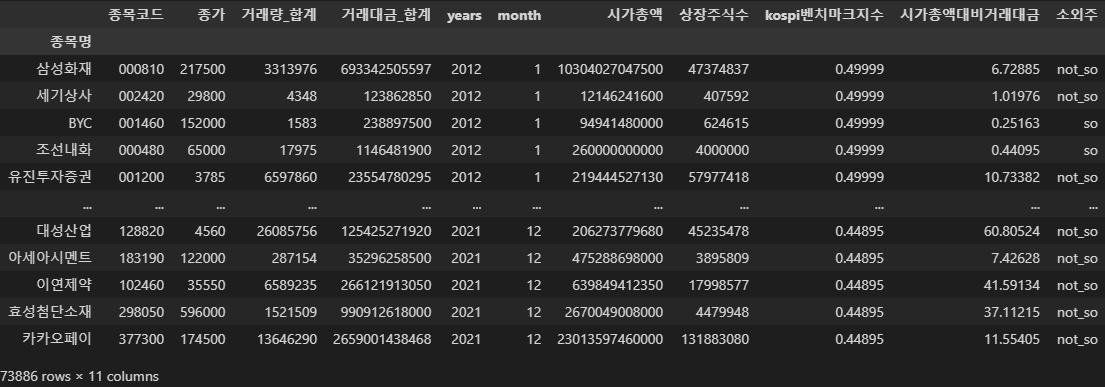 종목코드 종가 거래량_합계 거래대금_합계 years month 시가총액 상장주식수 kospi벤치마크지수 시가총액대비거래대금 소외주
종목명
삼성화재 000810 217500 3313976 693342505597 2012 1 10304027047500 47374837 0.49999 6.72885 not_so
세기상사 002420 29800 4348 123862850 2012 1 12146241600 407592 0.49999 1.01976 not_so
BYC 001460 152000 1583 238897500 2012 1 94941480000 624615 0.49999 0.25163 so
조선내화 000480 65000 17975 1146481900 2012 1 260000000000 4000000 0.49999 0.44095 so
유진투자증권 001200 3785 6597860 23554780295 2012 1 219444527130 57977418 0.49999 10.73382 not_so
... ... ... ... ... ... ... ... ... ... ... ...
대성산업 128820 4560 26085756 125425271920 2021 12 206273779680 45235478 0.44895 60.80524 not_so
아세아시멘트 183190 122000 287154 35296258500 2021 12 475288698000 3895809 0.44895 7.42628 not_so
이연제약 102460 35550 6589235 266121913050 2021 12 639849412350 17998577 0.44895 41.59134 not_so
효성첨단소재 298050 596000 1521509 990912618000 2021 12 2670049008000 4479948 0.44895 37.11215 not_so
카카오페이 377300 174500 13646290 2659001438468 2021 12 23013597460000 131883080 0.44895 11.55405 not_so
73886 rows × 11 columns